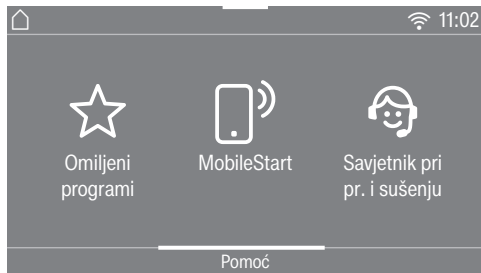 11:02
Omiljeni
programi
MobileStart
Savjetnik pri
pr. i sušenju
Pomoć